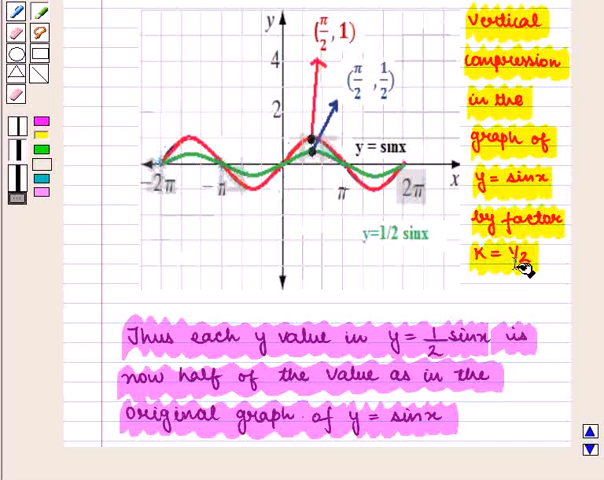 y
(π/2, 1)
4
(π/2, 1/2)
2
y = sinx
-2π
-π
π
2π
x
y=1/2 sinx
vertical
compression
in the
graph of
y = sinx
by factor
K = 1/2
Thus each y value in y = 1/2 sinx is
now half of the value as in the
original graph of y = sinx